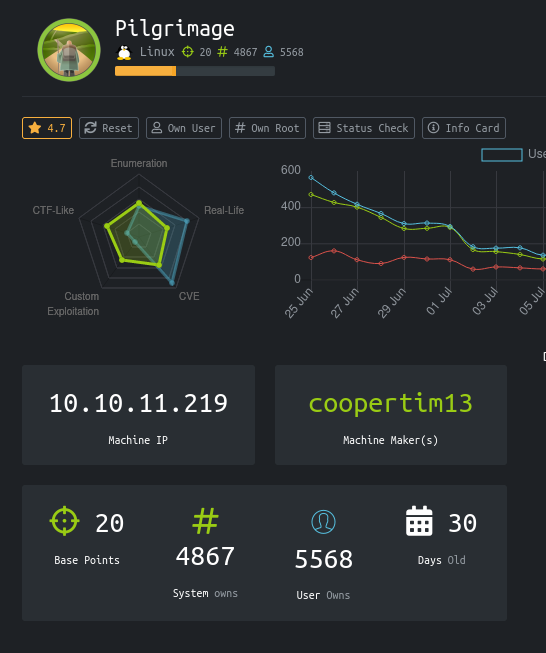 Pilgrimage
Linux 20 4867 5568
4.7 Reset Own User Own Root Status Check Info Card
Enumeration
Real-Life
CVE
Custom Exploitation
CTF-Like
Use
600
400
200
0
25 Jun 27 Jun 29 Jun 01 Jul 03 Jul 05 Jul
10.10.11.219
Machine IP
coopertim13
Machine Maker(s)
20
Base Points
4867
System owns
5568
User Owns
30
Days Old